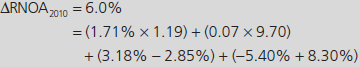 ΔRNOA2010 = 6.0%
= (1.71% × 1.19) + (0.07 × 9.70)
+ (3.18% – 2.85%) + (–5.40% + 8.30%)